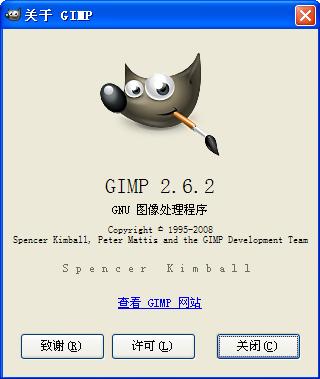 关于 GIMP
GIMP 2.6.2
GNU 图像处理程序
Copyright © 1995-2008
Spencer Kimball, Peter Mattis and the GIMP Development Team
Spencer Kimball
查看 GIMP 网站
致谢(R) 许可(L) 关闭(C)